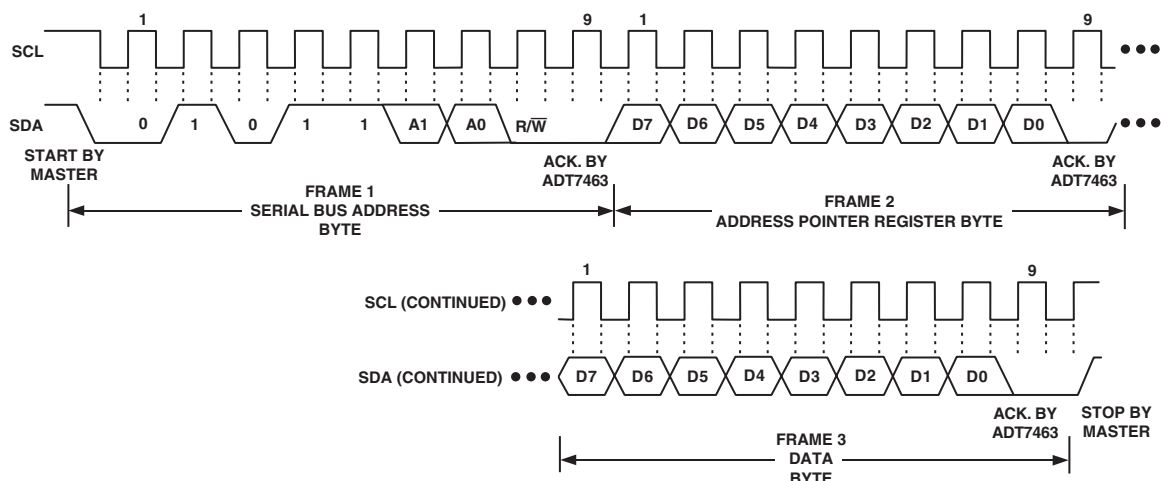 1 9 1 9
SCL
SDA 0 1 0 1 1 A1 A0 R/W̅ D7 D6 D5 D4 D3 D2 D1 D0
START BY
MASTER
ACK. BY
ADT7463
ACK. BY
ADT7463
FRAME 1
SERIAL BUS ADDRESS
BYTE
FRAME 2
ADDRESS POINTER REGISTER BYTE
1 9
SCL (CONTINUED)
SDA (CONTINUED) D7 D6 D5 D4 D3 D2 D1 D0
ACK. BY
ADT7463
STOP BY
MASTER
FRAME 3
DATA
BYTE